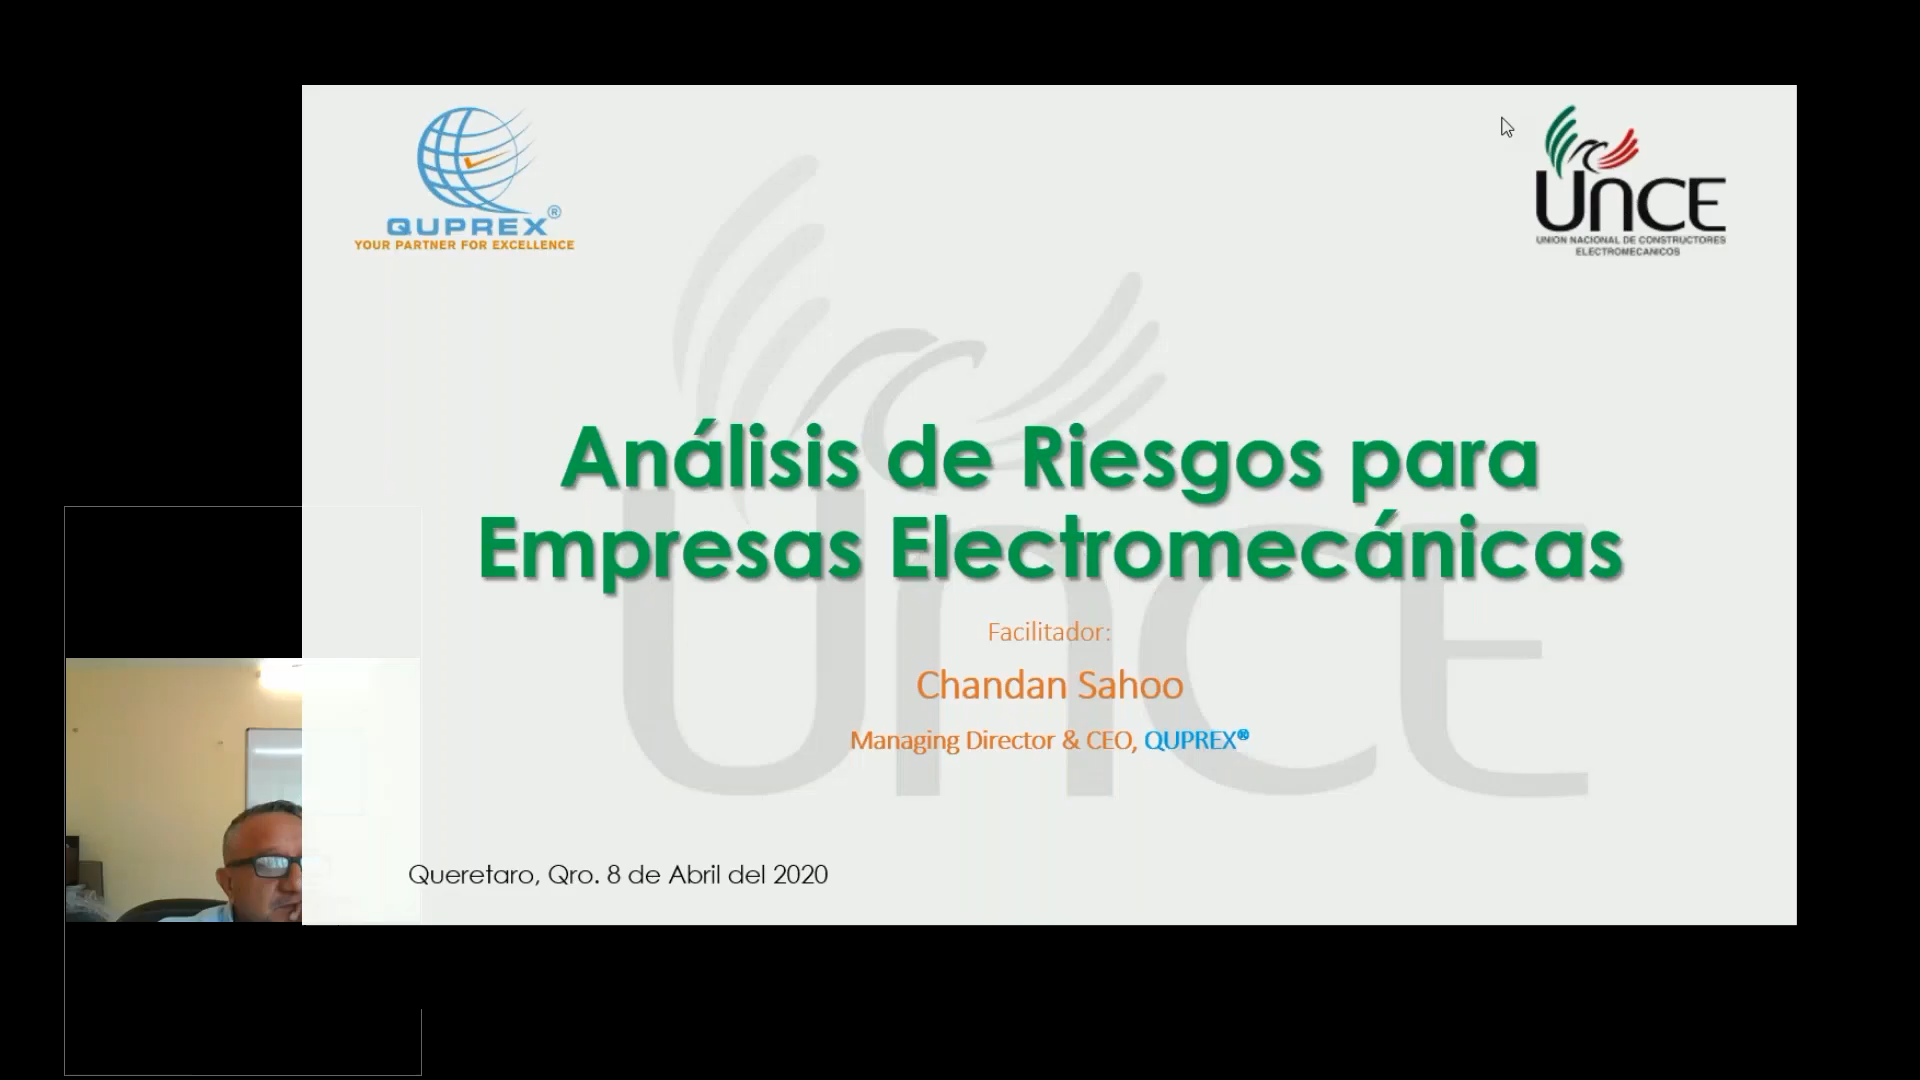 QUPREX®
YOUR PARTNER FOR EXCELLENCE
UNCE
UNION NACIONAL DE CONSTRUCTORES
ELECTROMECANICOS
Análisis de Riesgos para
Empresas Electromecánicas
Facilitador:
Chandan Sahoo
Managing Director & CEO, QUPREX®
Queretaro, Qro. 8 de Abril del 2020
UNCE